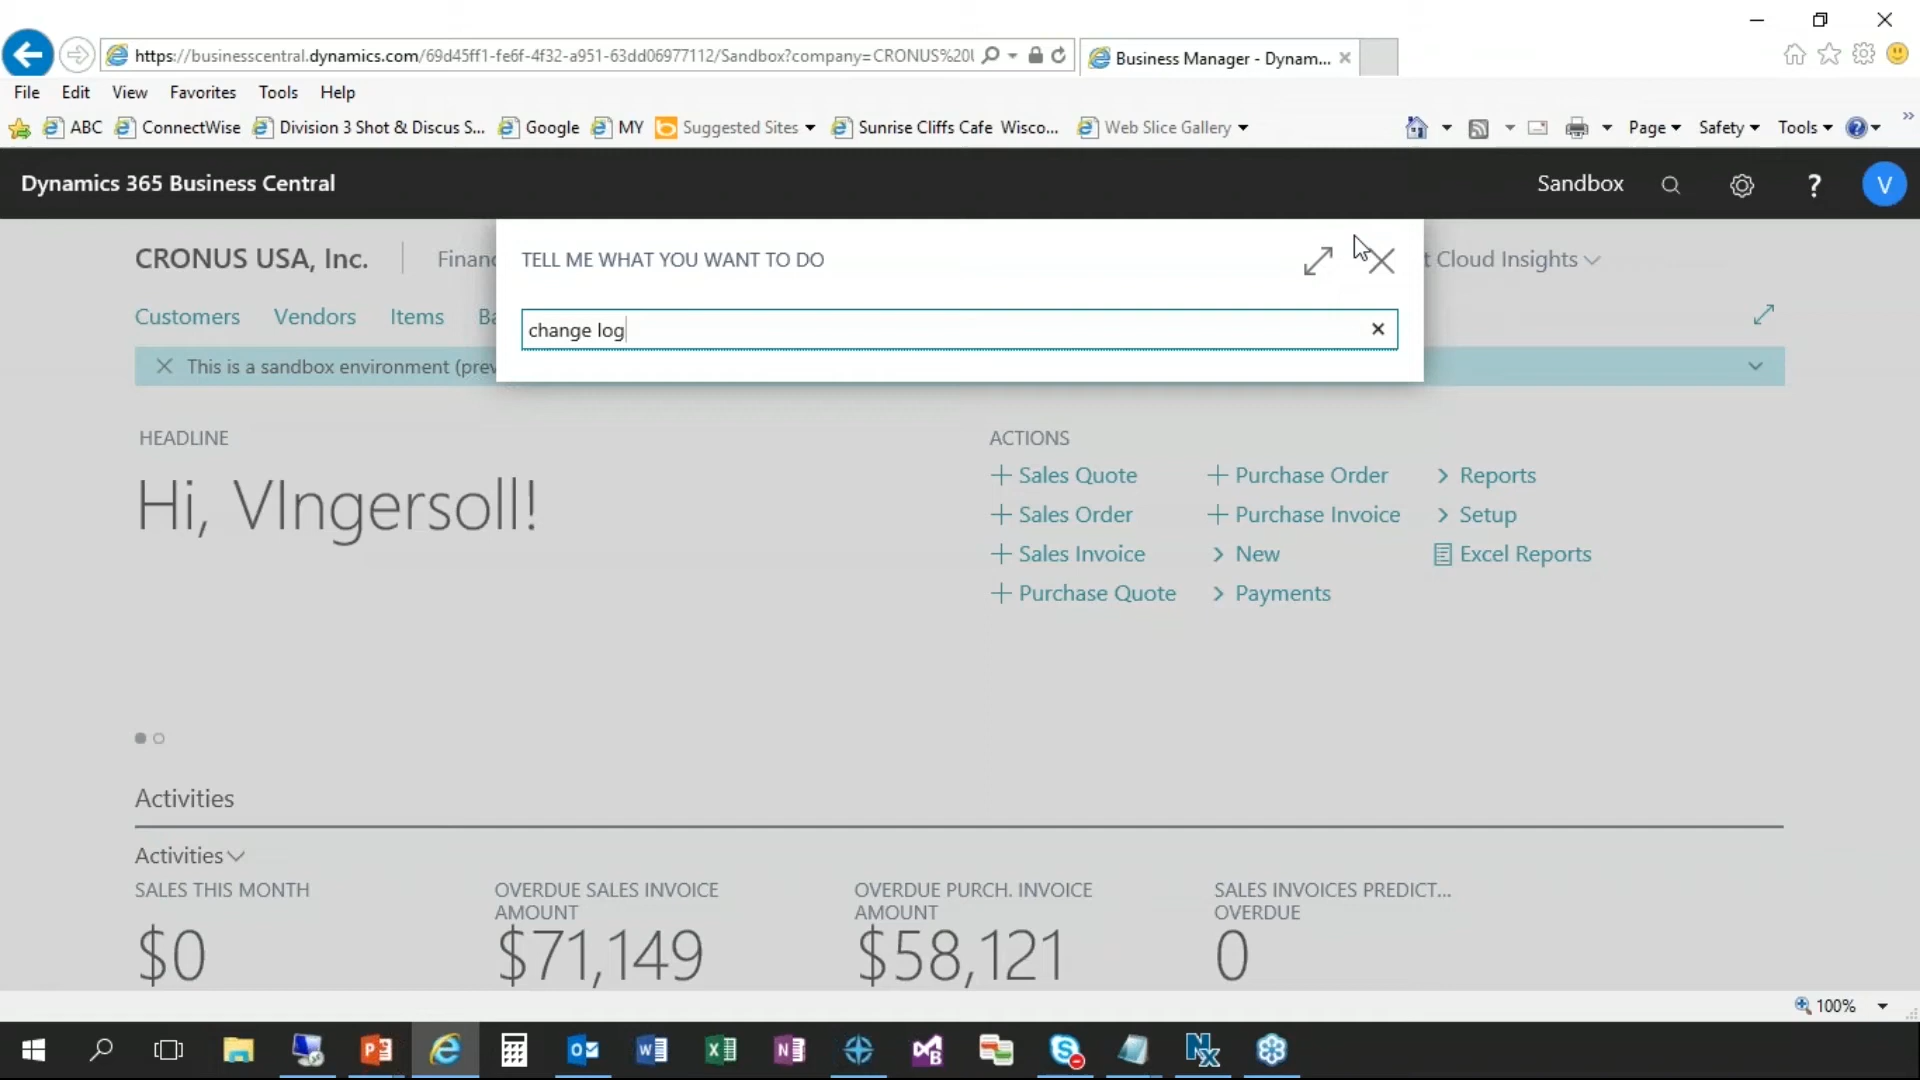 https://businesscentral.dynamics.com/69d45ff1-fe6f-4f32-a951-63dd06977112/Sandbox?company=CRONUS%20U
Business Manager - Dynam...
File Edit View Favorites Tools Help
ABC ConnectWise Division 3 Shot & Discus S... Google MY Suggested Sites Sunrise Cliffs Cafe Wisco... Web Slice Gallery Page Safety Tools
Dynamics 365 Business Central Sandbox ? V
TELL ME WHAT YOU WANT TO DO
change log
CRONUS USA, Inc. Financ t Cloud Insights
Customers Vendors Items Ba
This is a sandbox environment (prev
HEADLINE
Hi, VIngersoll!
ACTIONS
Sales Quote Purchase Order Reports
Sales Order Purchase Invoice Setup
Sales Invoice New Excel Reports
Purchase Quote Payments
Activities
Activities
SALES THIS MONTH
$0
OVERDUE SALES INVOICE
AMOUNT
$71,149
OVERDUE PURCH. INVOICE
AMOUNT
$58,121
SALES INVOICES PREDICT...
OVERDUE
0
100%